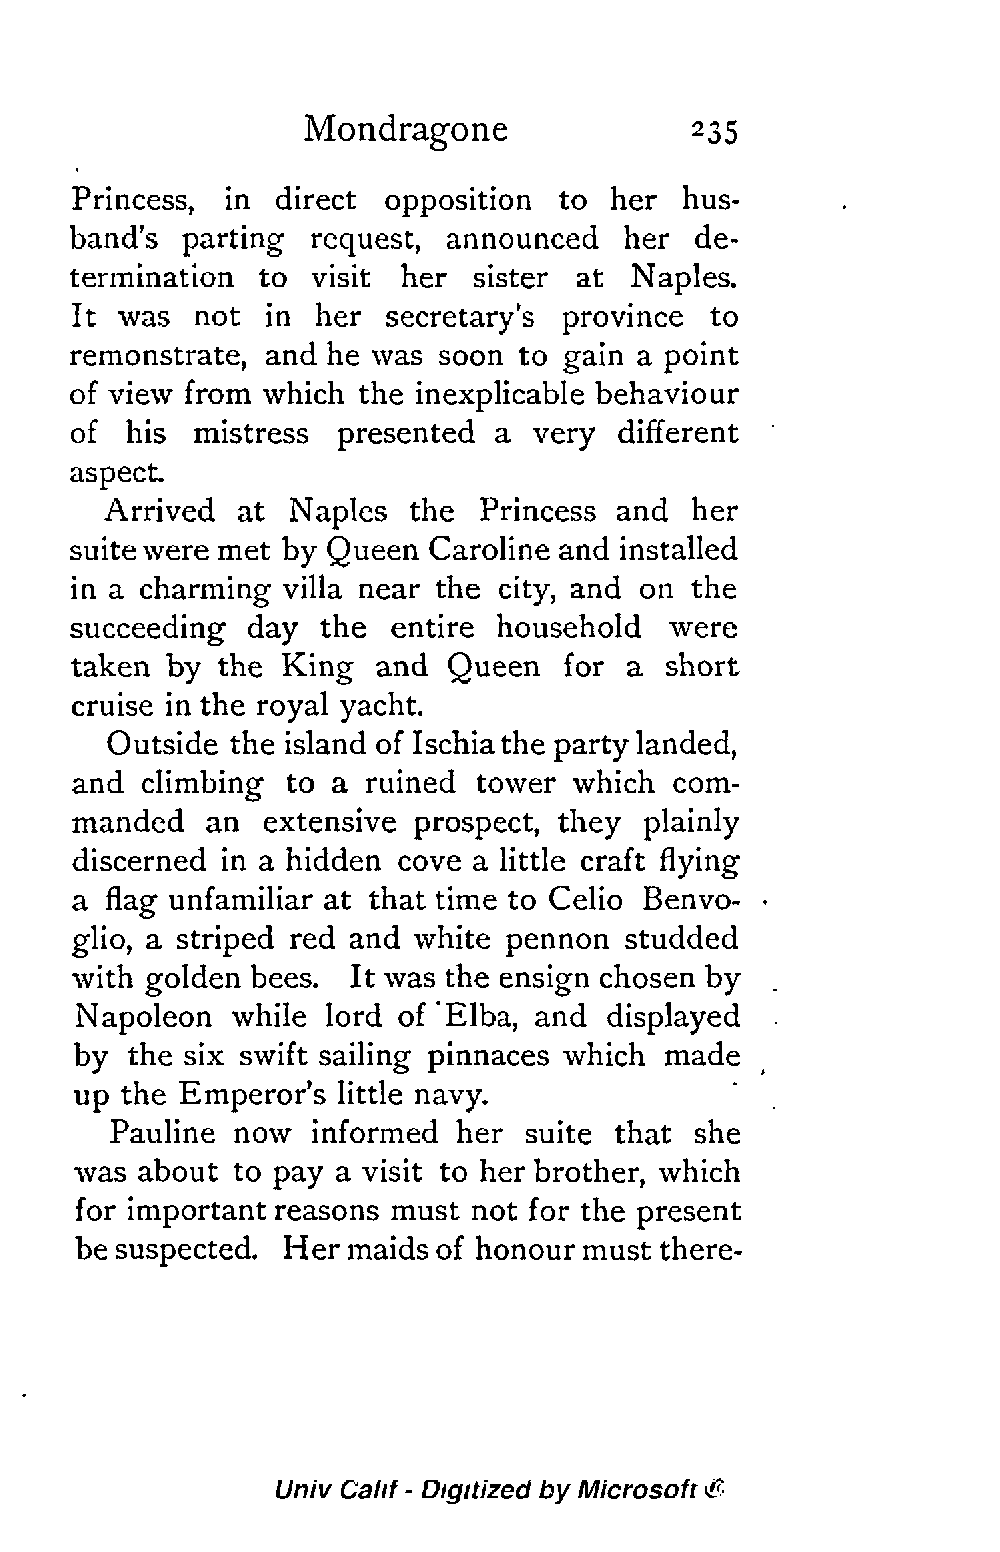 Mondragone 235
Princess, in direct opposition to her hus-
band's parting request, announced her de-
termination to visit her sister at Naples.
It was not in her secretary's province to
remonstrate, and he was soon to gain a point
of view from which the inexplicable behaviour
of his mistress presented a very different
aspect.
Arrived at Naples the Princess and her
suite were met by Queen Caroline and installed
in a charming villa near the city, and on the
succeeding day the entire household were
taken by the King and Queen for a short
cruise in the royal yacht.
Outside the island of Ischia the party landed,
and climbing to a ruined tower which com-
manded an extensive prospect, they plainly
discerned in a hidden cove a little craft flying
a flag unfamiliar at that time to Celio Benvo-
glio, a striped red and white pennon studded
with golden bees. It was the ensign chosen by
Napoleon while lord of Elba, and displayed
by the six swift sailing pinnaces which made
up the Emperor's little navy.
Pauline now informed her suite that she
was about to pay a visit to her brother, which
for important reasons must not for the present
be suspected. Her maids of honour must there-
Univ Calif - Digitized by Microsoft ®